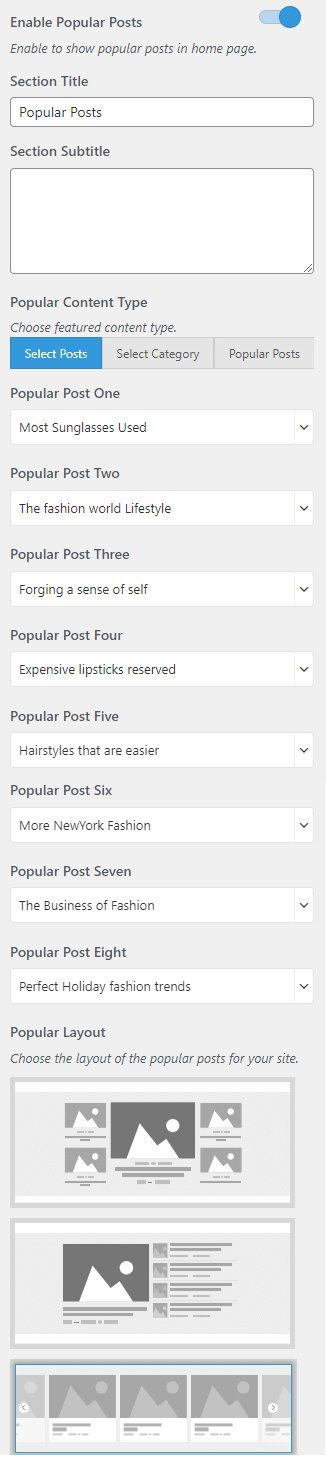 Enable Popular Posts
Enable to show popular posts in home page.
Section Title
Popular Posts
Section Subtitle
Popular Content Type
Choose featured content type.
Select Posts Select Category Popular Posts
Popular Post One
Most Sunglasses Used
Popular Post Two
The fashion world Lifestyle
Popular Post Three
Forging a sense of self
Popular Post Four
Expensive lipsticks reserved
Popular Post Five
Hairstyles that are easier
Popular Post Six
More NewYork Fashion
Popular Post Seven
The Business of Fashion
Popular Post Eight
Perfect Holiday fashion trends
Popular Layout
Choose the layout of the popular posts for your site.